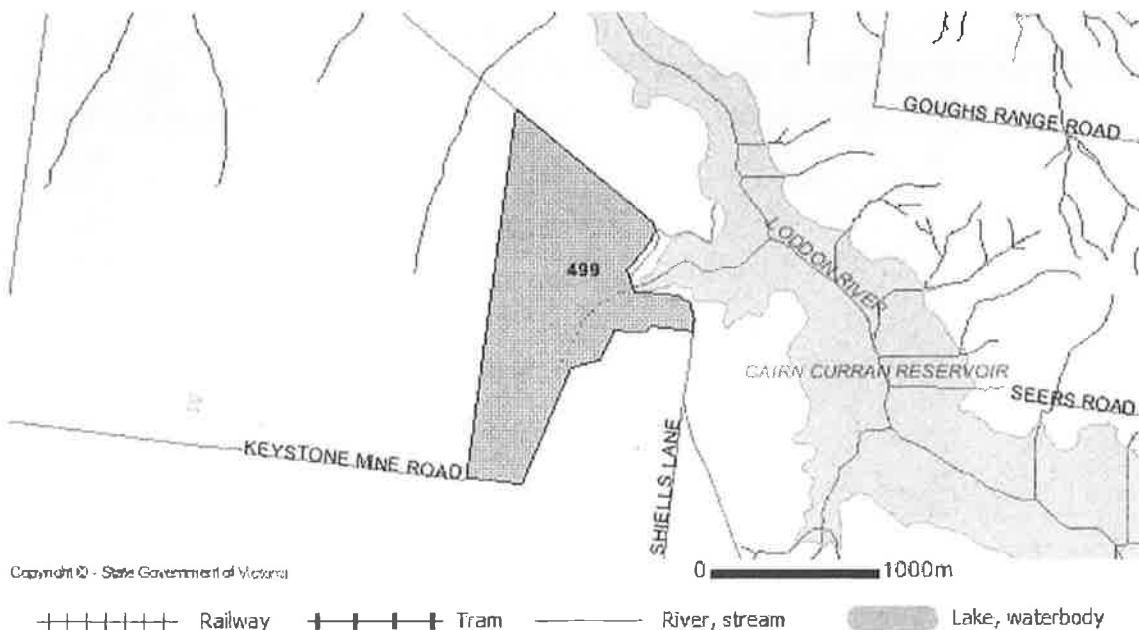 GOUGHS RANGE ROAD
499
LODDON RIVER
CAIRN CURRAN RESERVOIR
SEERS ROAD
KEYSTONE MINE ROAD
SHIELLS LANE
Copyright © - State Government of Victoria
0 1000m
Railway Tram River, stream Lake, waterbody